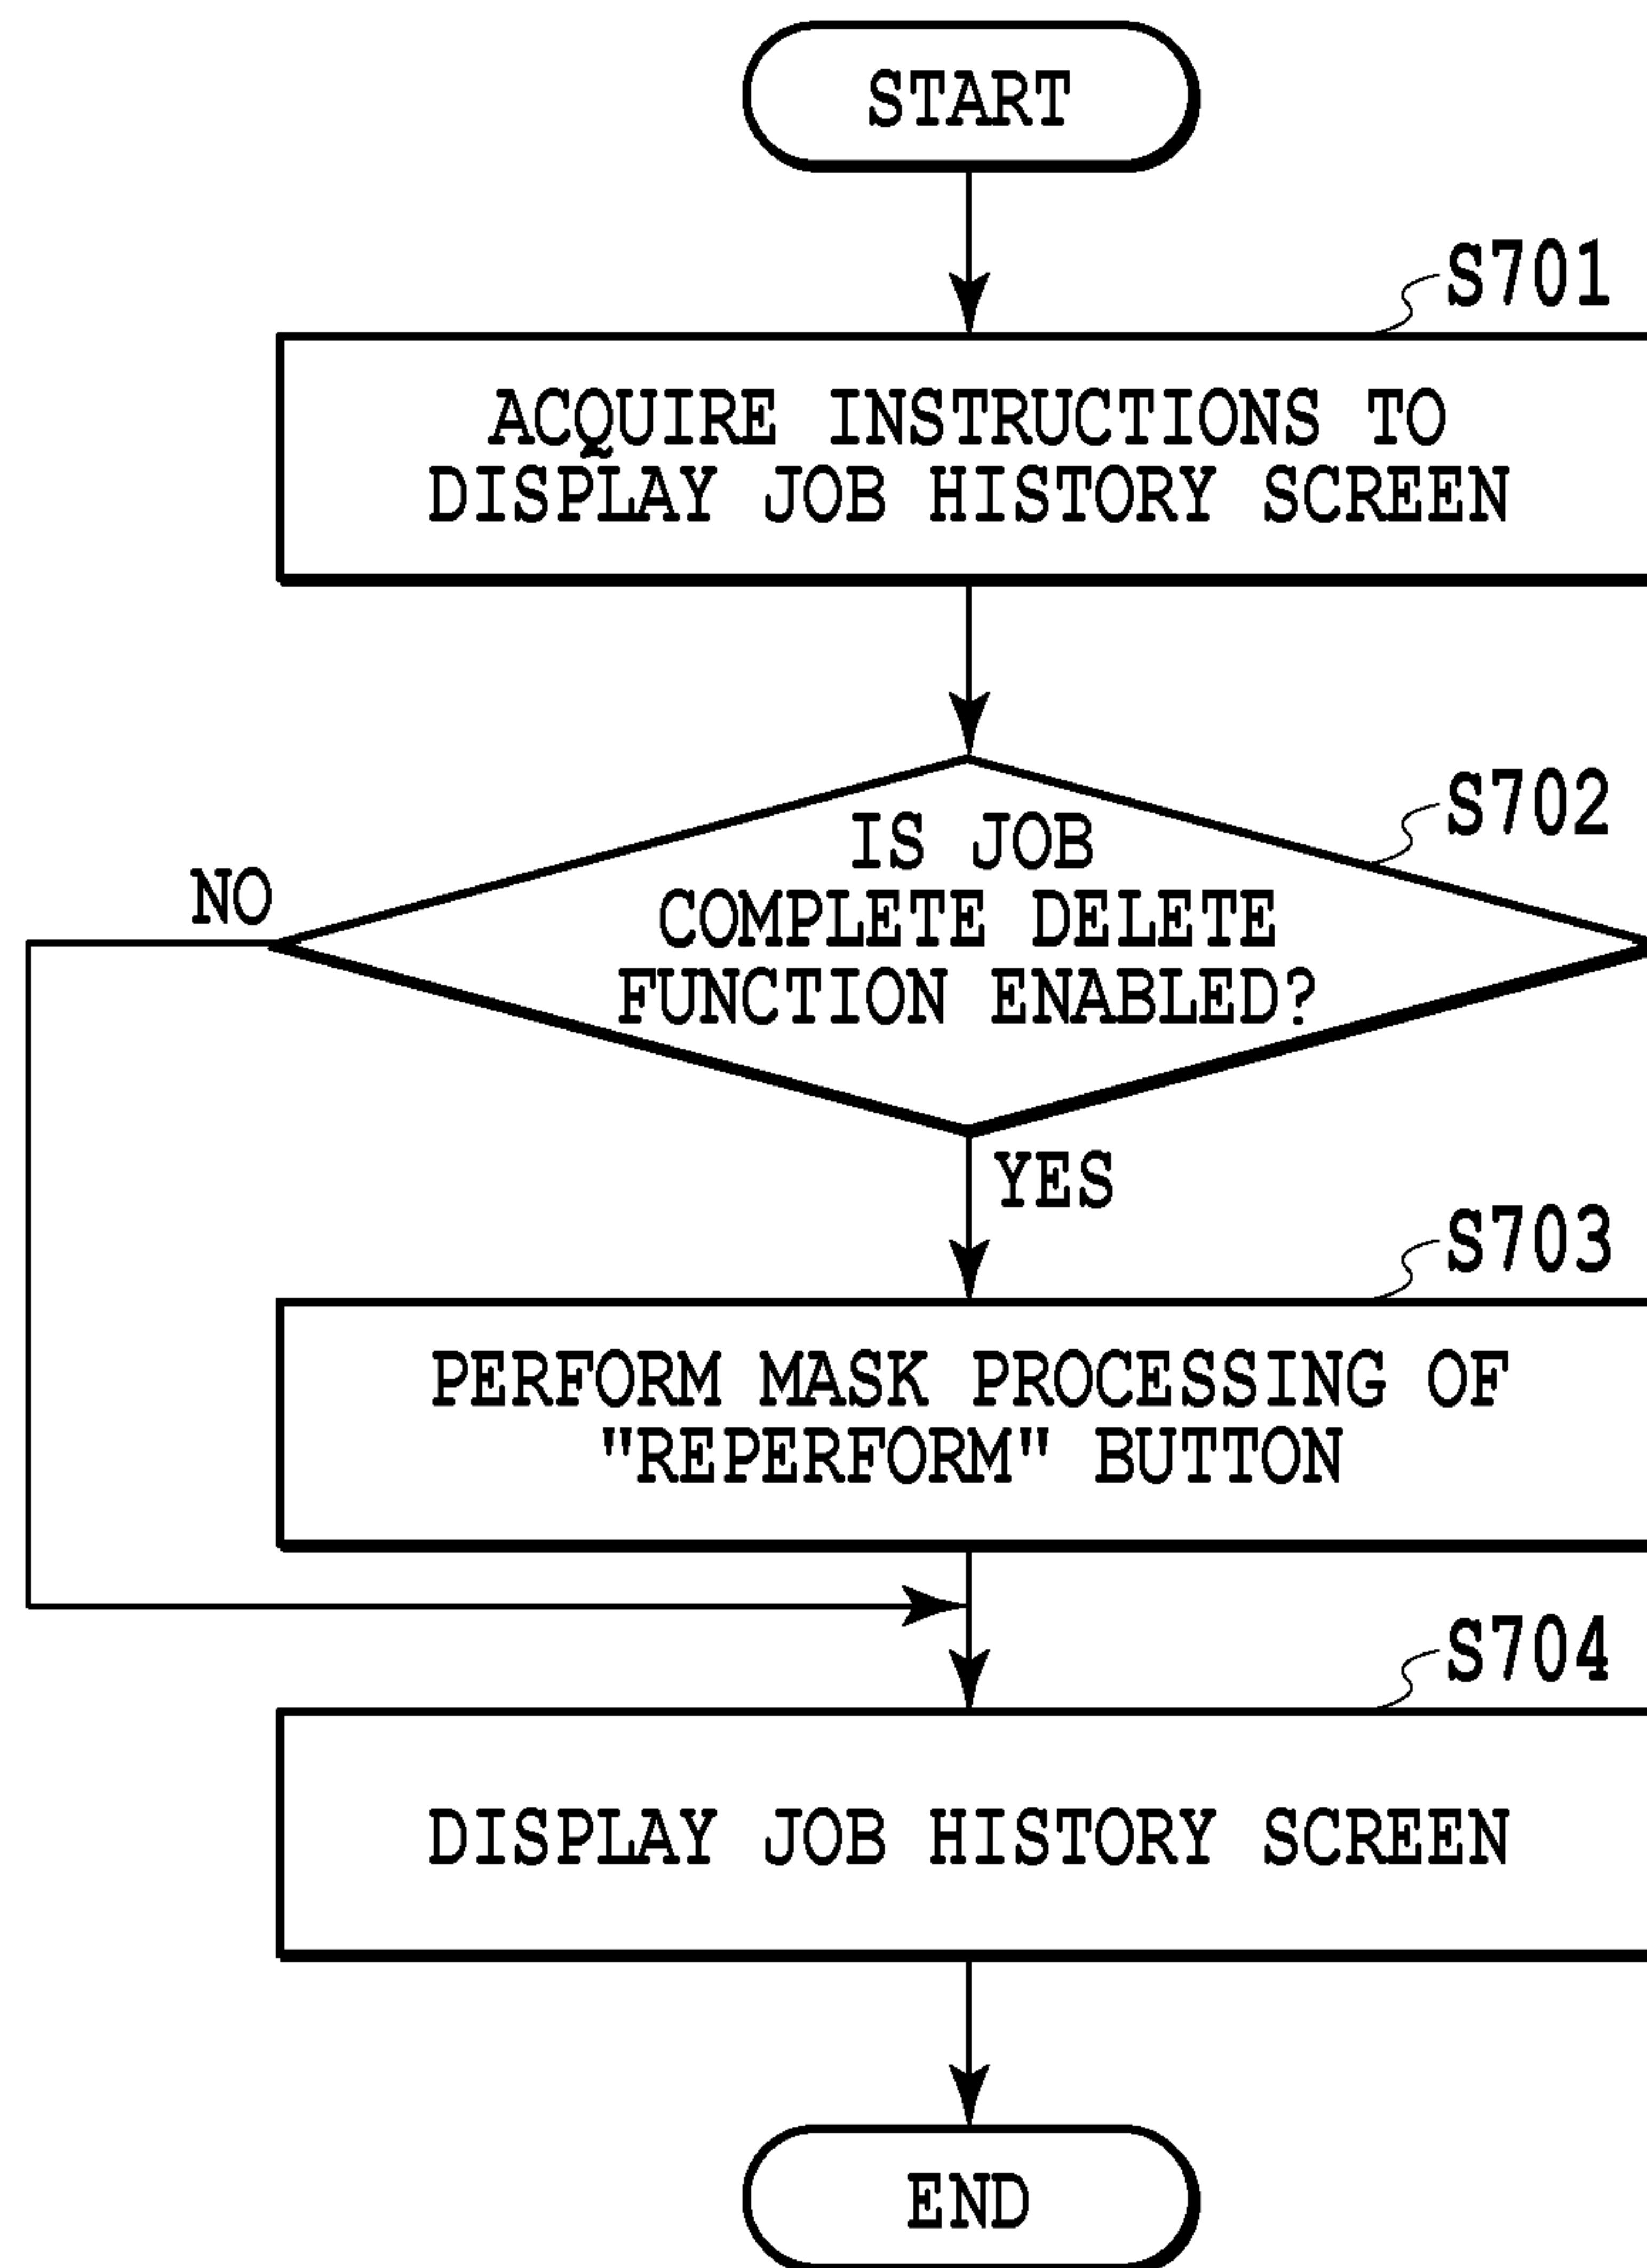 START
S701
ACQUIRE INSTRUCTIONS TO
DISPLAY JOB HISTORY SCREEN
S702
IS JOB
COMPLETE DELETE
FUNCTION ENABLED?
NO
YES
S703
PERFORM MASK PROCESSING OF
"REPERFORM" BUTTON
S704
DISPLAY JOB HISTORY SCREEN
END